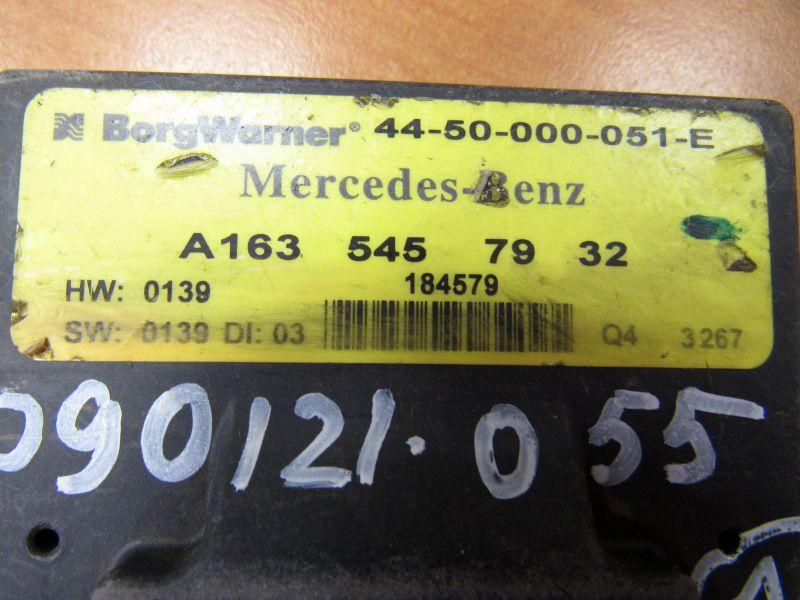 BorgWarner® 44-50-000-051-E
Mercedes-Benz
A163 545 79 32
HW: 0139 184579
SW: 0139 DI: 03 Q4 3267
090121.055